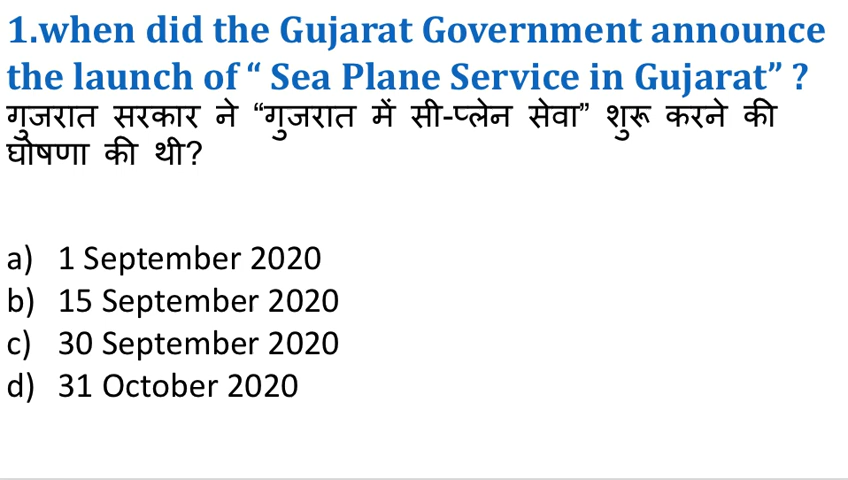 1.when did the Gujarat Government announce
the launch of “ Sea Plane Service in Gujarat” ?
गुजरात सरकार ने “गुजरात में सी-प्लेन सेवा” शुरू करने की
घोषणा की थी?
a) 1 September 2020
b) 15 September 2020
c) 30 September 2020
d) 31 October 2020